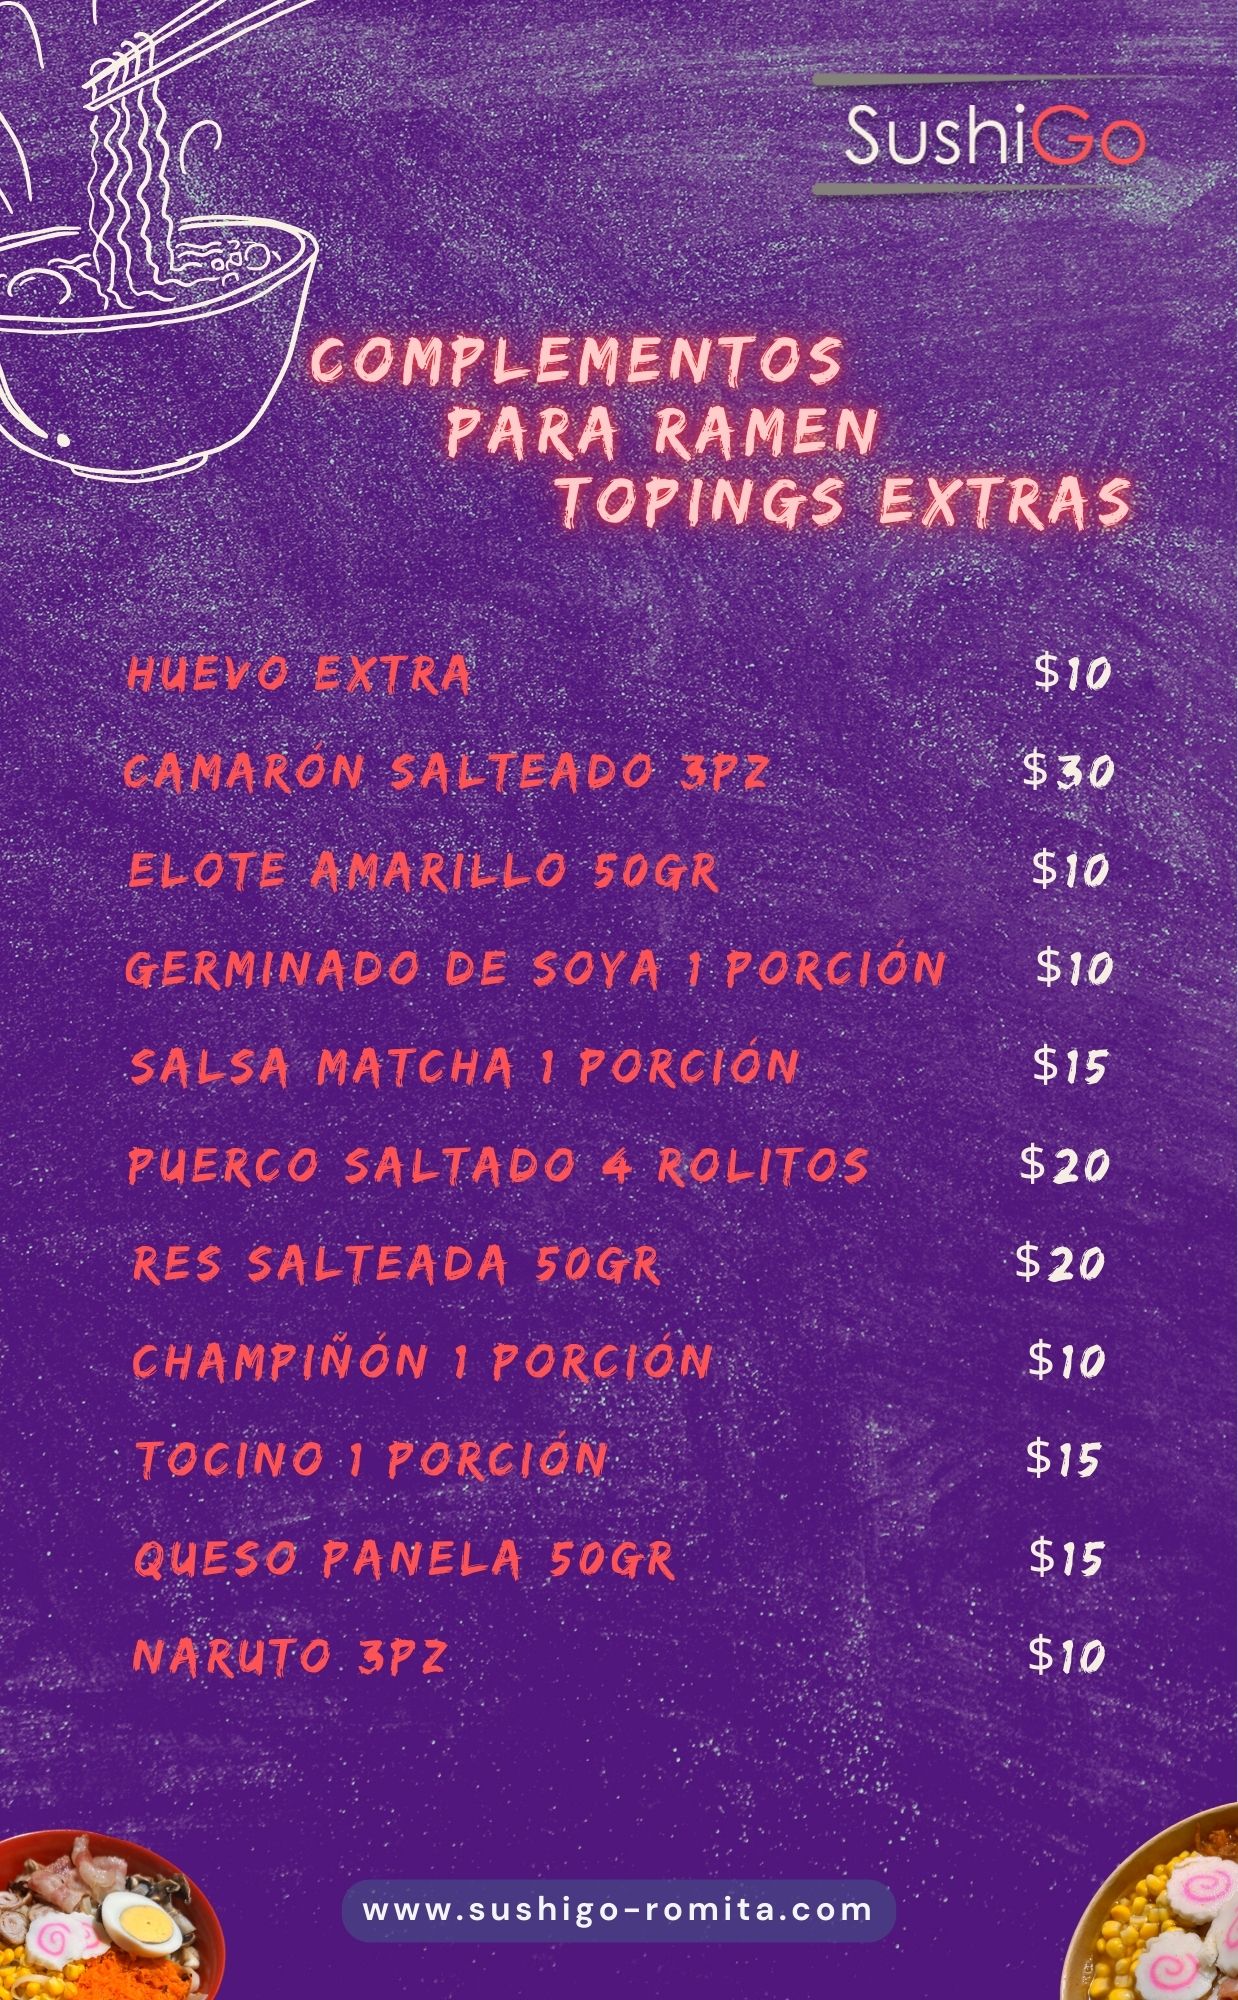 SushiGo
COMPLEMENTOS
PARA RAMEN
TOPINGS EXTRAS
HUEVO EXTRA $10
CAMARÓN SALTEADO 3PZ $30
ELOTE AMARILLO 50GR $10
GERMINADO DE SOYA 1 PORCIÓN $10
SALSA MATCHA 1 PORCIÓN $15
PUERCO SALTADO 4 ROLITOS $20
RES SALTEADA 50GR $20
CHAMPIÑÓN 1 PORCIÓN $10
TOCINO 1 PORCIÓN $15
QUESO PANELA 50GR $15
NARUTO 3PZ $10
www.sushigo-romita.com